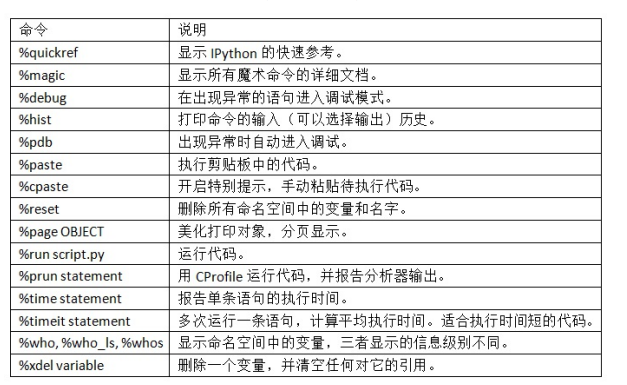 命令 说明
%quickref 显示 IPython 的快速参考。
%magic 显示所有魔术命令的详细文档。
%debug 在出现异常的语句进入调试模式。
%hist 打印命令的输入（可以选择输出）历史。
%pdb 出现异常时自动进入调试。
%paste 执行剪贴板中的代码。
%cpaste 开启特别提示，手动粘贴待执行代码。
%reset 删除所有命名空间中的变量和名字。
%page OBJECT 美化打印对象，分页显示。
%run script.py 运行代码。
%prun statement 用 CProfile 运行代码，并报告分析器输出。
%time statement 报告单条语句的执行时间。
%timeit statement 多次运行一条语句，计算平均执行时间。适合执行时间短的代码。
%who, %who_ls, %whos 显示命名空间中的变量，三者显示的信息级别不同。
%xdel variable 删除一个变量，并清空任何对它的引用。